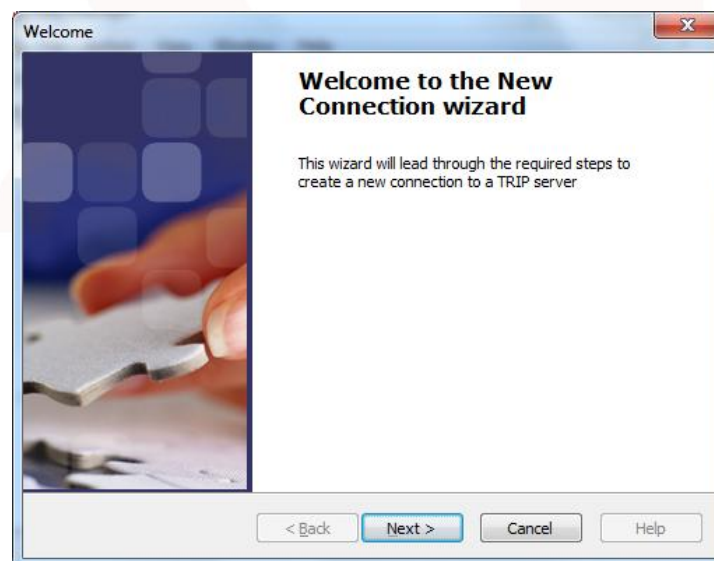 Welcome
Welcome to the New
Connection wizard
This wizard will lead through the required steps to
create a new connection to a TRIP server
< Back
Next >
Cancel
Help